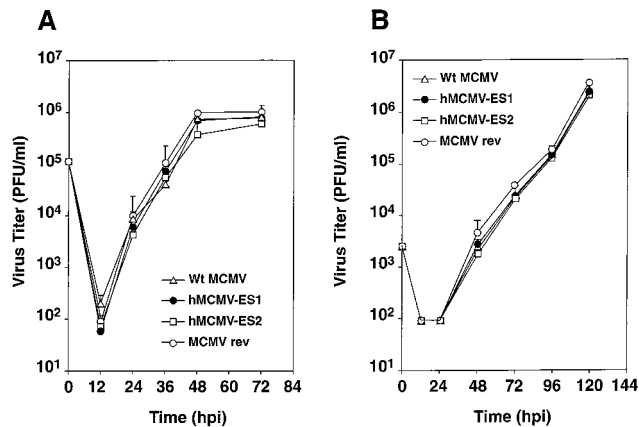 A
B
10⁷
10⁶
10⁵
10⁴
10³
10²
10¹
Virus Titer (PFU/ml)
Wt MCMV
hMCMV-ES1
hMCMV-ES2
MCMV rev
0 12 24 36 48 60 72 84
Time (hpi)
10⁷
10⁶
10⁵
10⁴
10³
10²
10¹
Virus Titer (PFU/ml)
Wt MCMV
hMCMV-ES1
hMCMV-ES2
MCMV rev
0 24 48 72 96 120 144
Time (hpi)